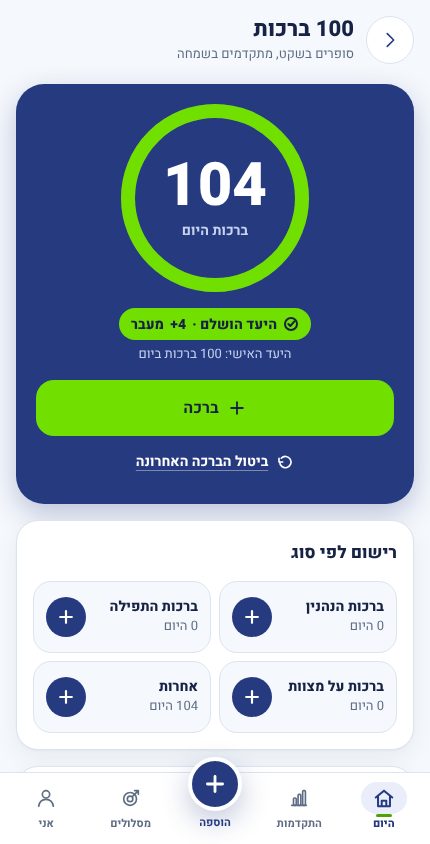 100 ברכות
סופרים בשקט, מתקדמים בשמחה
104
ברכות היום
היעד הושלם · 4+ מעבר
היעד האישי: 100 ברכות ביום
ברכה
ביטול הברכה האחרונה
רישום לפי סוג
ברכות הנהנין
0 היום
ברכות התפילה
0 היום
ברכות על מצוות
0 היום
אחרות
104 היום
היום
התקדמות
הוספה
מסלולים
אני